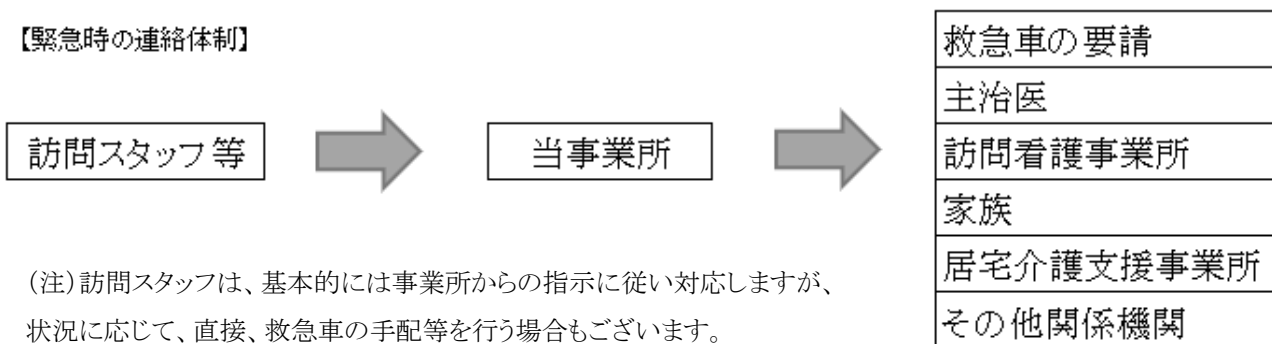 【緊急時の連絡体制】
訪問スタッフ等
当事業所
救急車の要請
主治医
訪問看護事業所
家族
居宅介護支援事業所
その他関係機関
（注）訪問スタッフは、基本的には事業所からの指示に従い対応しますが、
状況に応じて、直接、救急車の手配等を行う場合もございます。